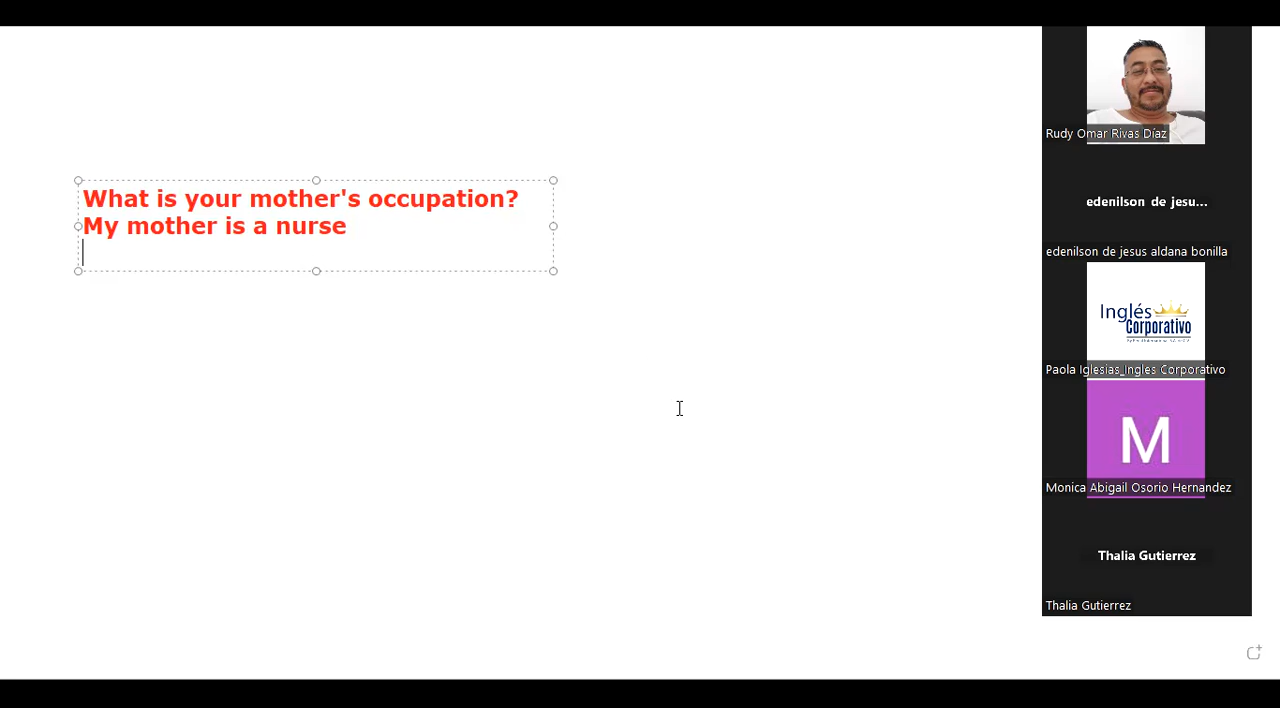 What is your mother's occupation?
My mother is a nurse
Rudy Omar Rivas Díaz
edenilson de jesu...
edenilson de jesus aldana bonilla
Inglés
Corporativo
Paola Iglesias_Ingles Corporativo
M
Monica Abigail Osorio Hernandez
Thalia Gutierrez
Thalia Gutierrez